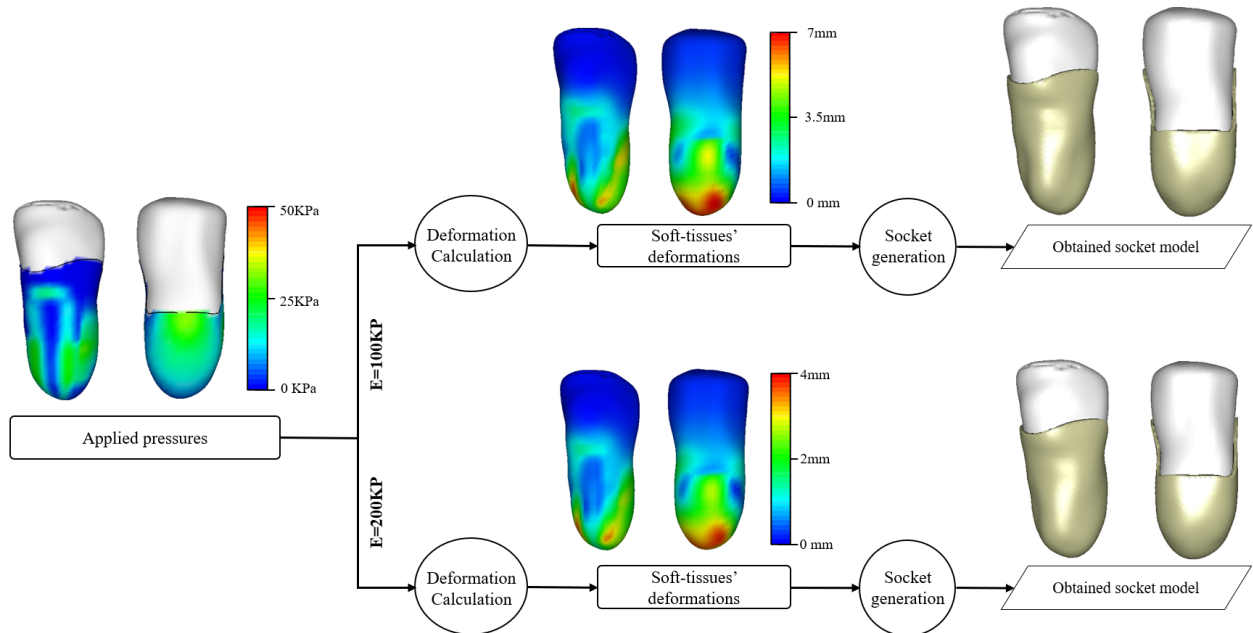 50KPa
25KPa
0 KPa
Applied pressures
E=100KP
E=200KP
Deformation
Calculation
7mm
3.5mm
0 mm
Soft-tissues’
deformations
Socket
generation
Obtained socket model
Deformation
Calculation
4mm
2mm
0 mm
Soft-tissues’
deformations
Socket
generation
Obtained socket model